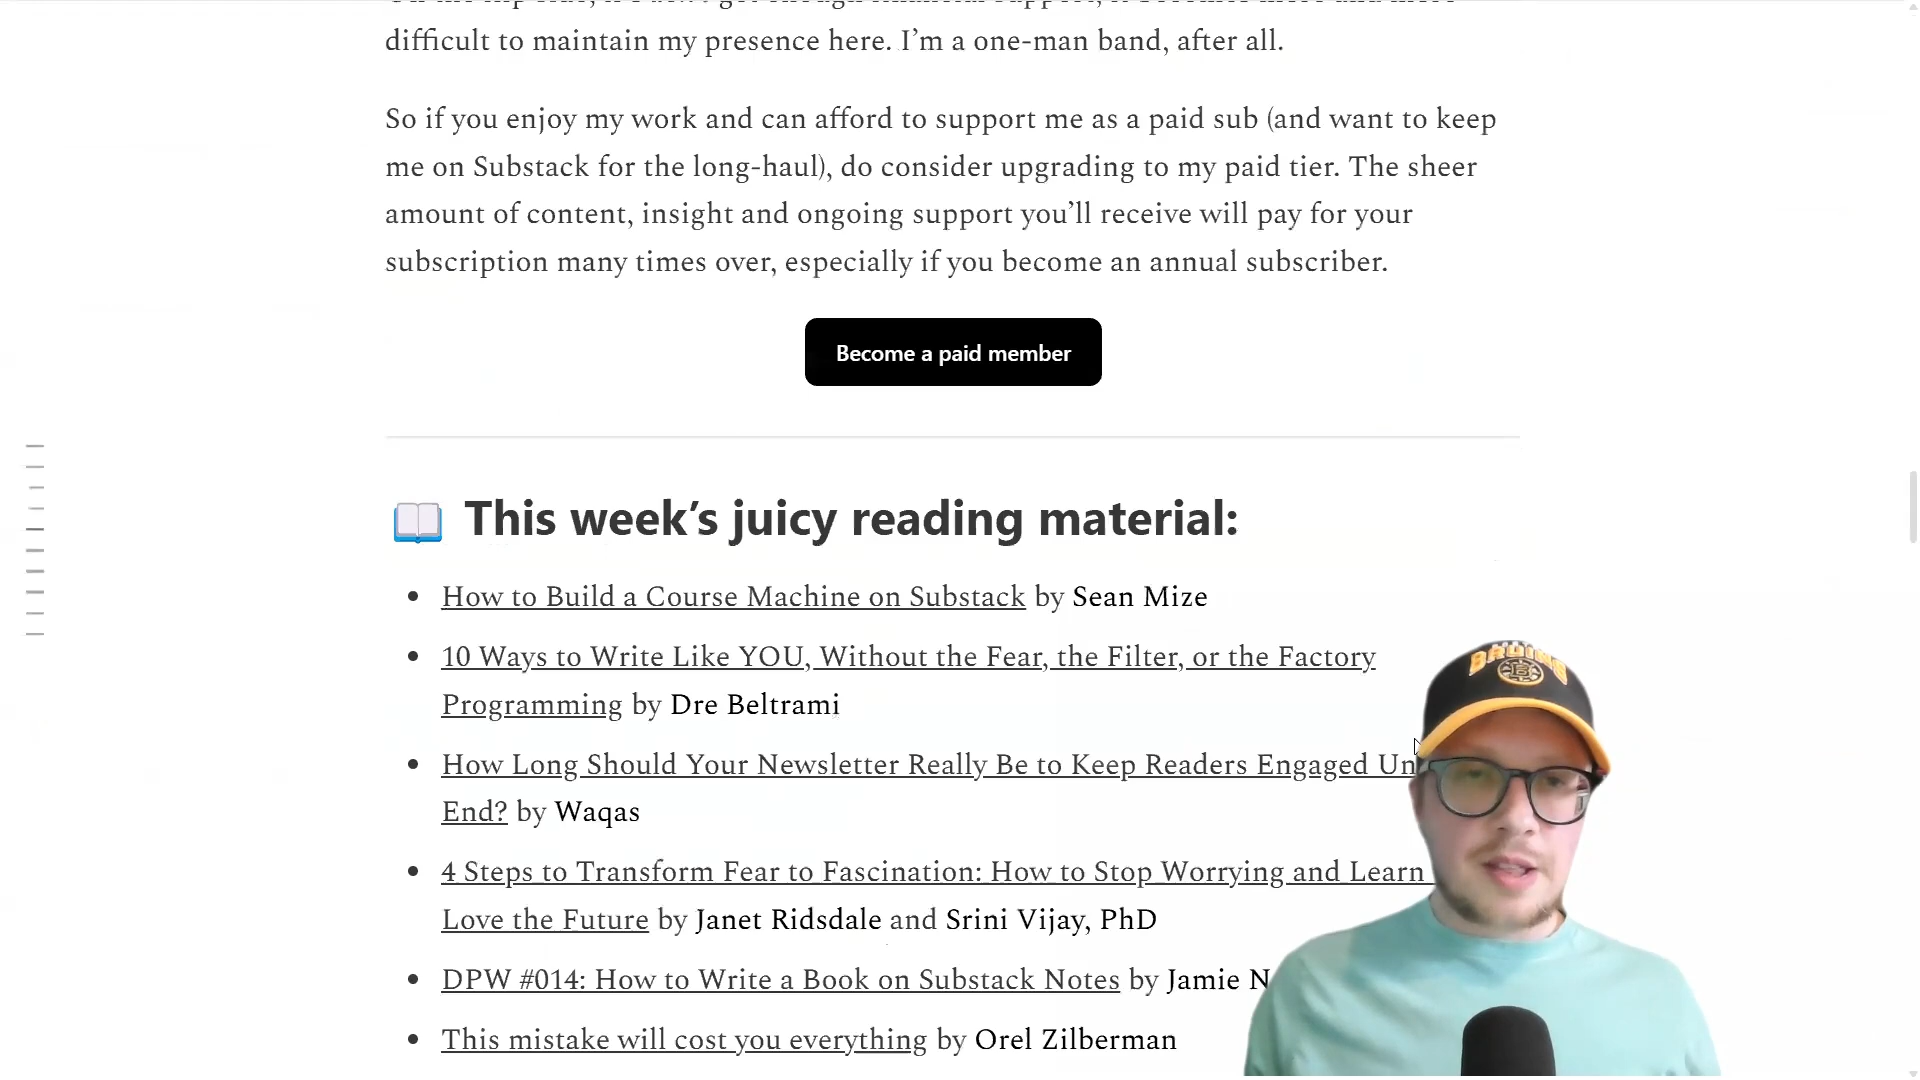 difficult to maintain my presence here. I’m a one-man band, after all.
So if you enjoy my work and can afford to support me as a paid sub (and want to keep
me on Substack for the long-haul), do consider upgrading to my paid tier. The sheer
amount of content, insight and ongoing support you’ll receive will pay for your
subscription many times over, especially if you become an annual subscriber.
Become a paid member
📖 This week’s juicy reading material:
How to Build a Course Machine on Substack by Sean Mize
10 Ways to Write Like YOU, Without the Fear, the Filter, or the Factory
Programming by Dre Beltrami
How Long Should Your Newsletter Really Be to Keep Readers Engaged Un
End? by Waqas
4 Steps to Transform Fear to Fascination: How to Stop Worrying and Learn
Love the Future by Janet Ridsdale and Srini Vijay, PhD
DPW #014: How to Write a Book on Substack Notes by Jamie N
This mistake will cost you everything by Orel Zilberman
BRUINS
B